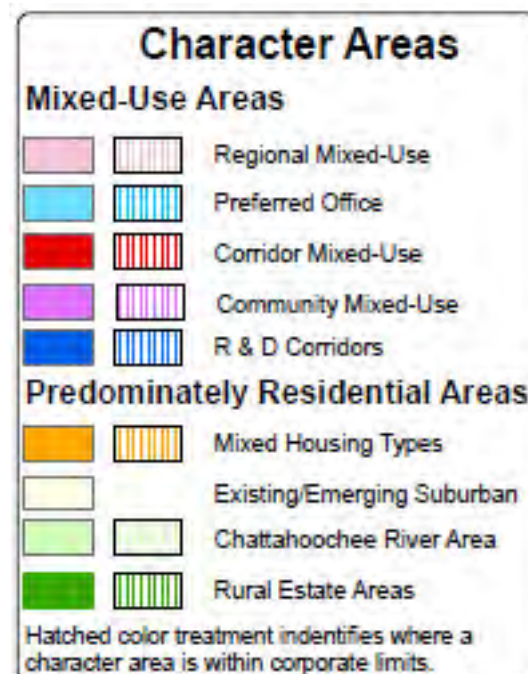 Character Areas
Mixed-Use Areas
Regional Mixed-Use
Preferred Office
Corridor Mixed-Use
Community Mixed-Use
R & D Corridors
Predominately Residential Areas
Mixed Housing Types
Existing/Emerging Suburban
Chattahoochee River Area
Rural Estate Areas
Hatched color treatment indentifies where a
character area is within corporate limits.